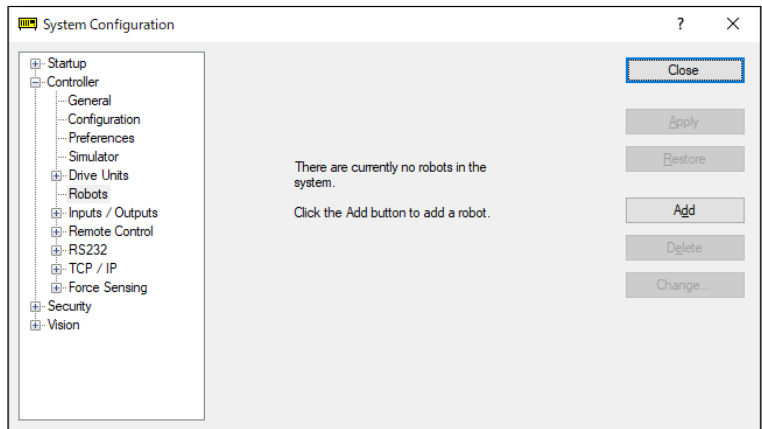 System Configuration
?
Startup
Controller
General
Configuration
Preferences
Simulator
Drive Units
Robots
Inputs / Outputs
Remote Control
RS232
TCP / IP
Force Sensing
Security
Vision
There are currently no robots in the
system.
Click the Add button to add a robot.
Close
Apply
Restore
Add
Delete
Change...